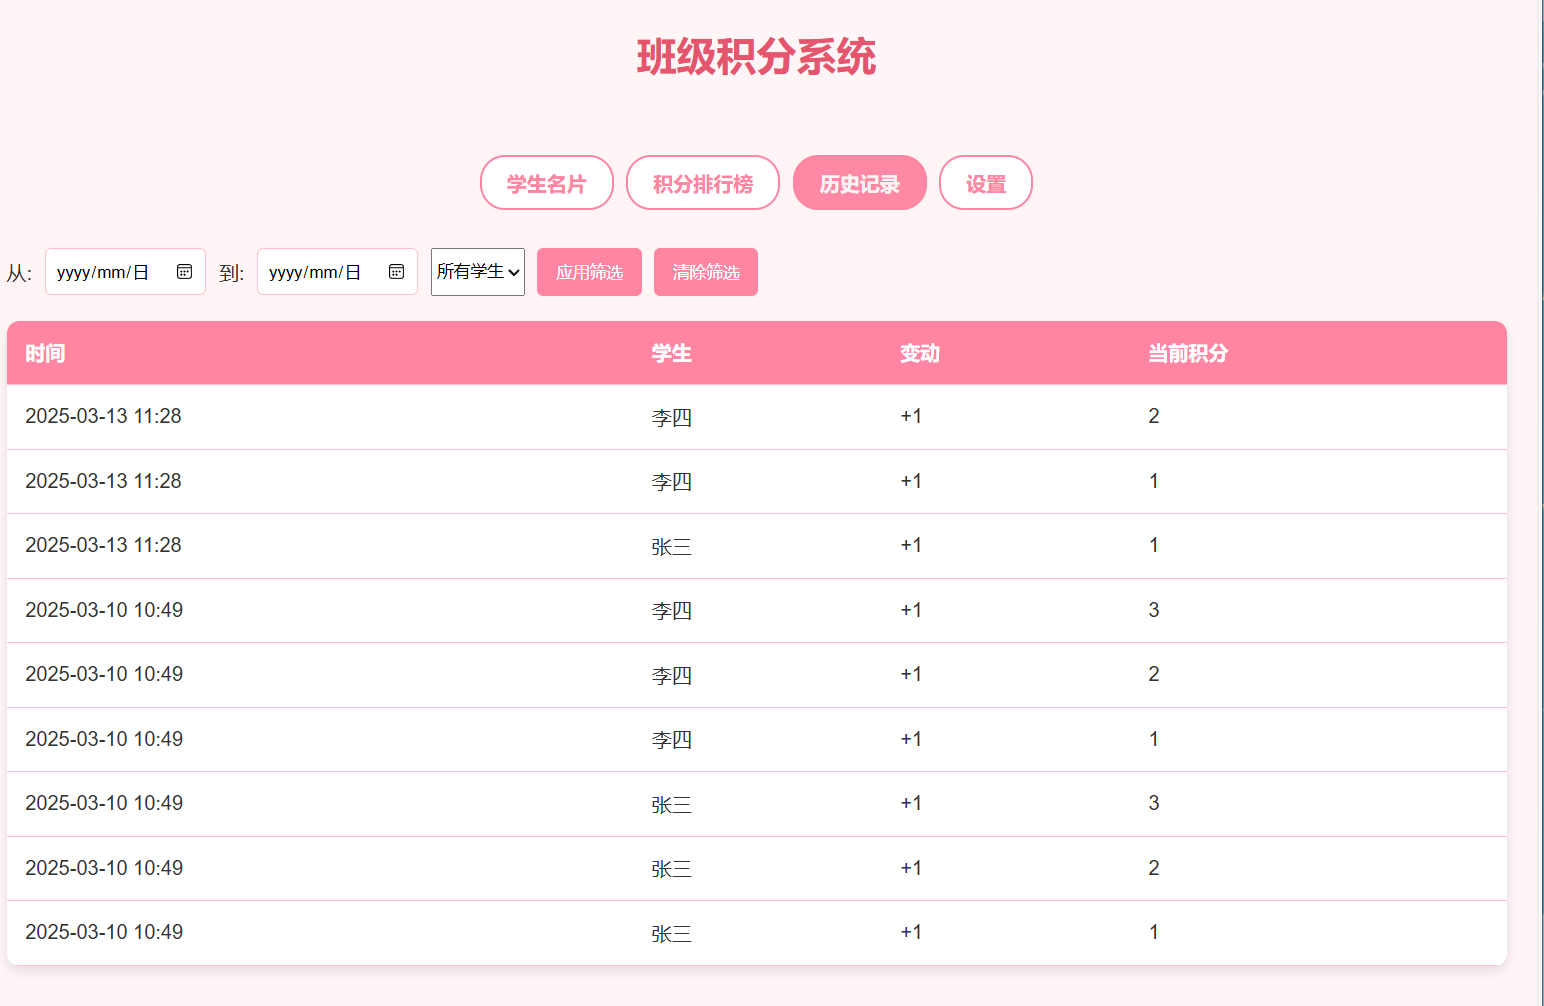 班级积分系统
学生名片 积分排行榜 历史记录 设置
从: yyyy/mm/日 到: yyyy/mm/日 所有学生 应用筛选 清除筛选
时间 学生 变动 当前积分
2025-03-13 11:28 李四 +1 2
2025-03-13 11:28 李四 +1 1
2025-03-13 11:28 张三 +1 1
2025-03-10 10:49 李四 +1 3
2025-03-10 10:49 李四 +1 2
2025-03-10 10:49 李四 +1 1
2025-03-10 10:49 张三 +1 3
2025-03-10 10:49 张三 +1 2
2025-03-10 10:49 张三 +1 1